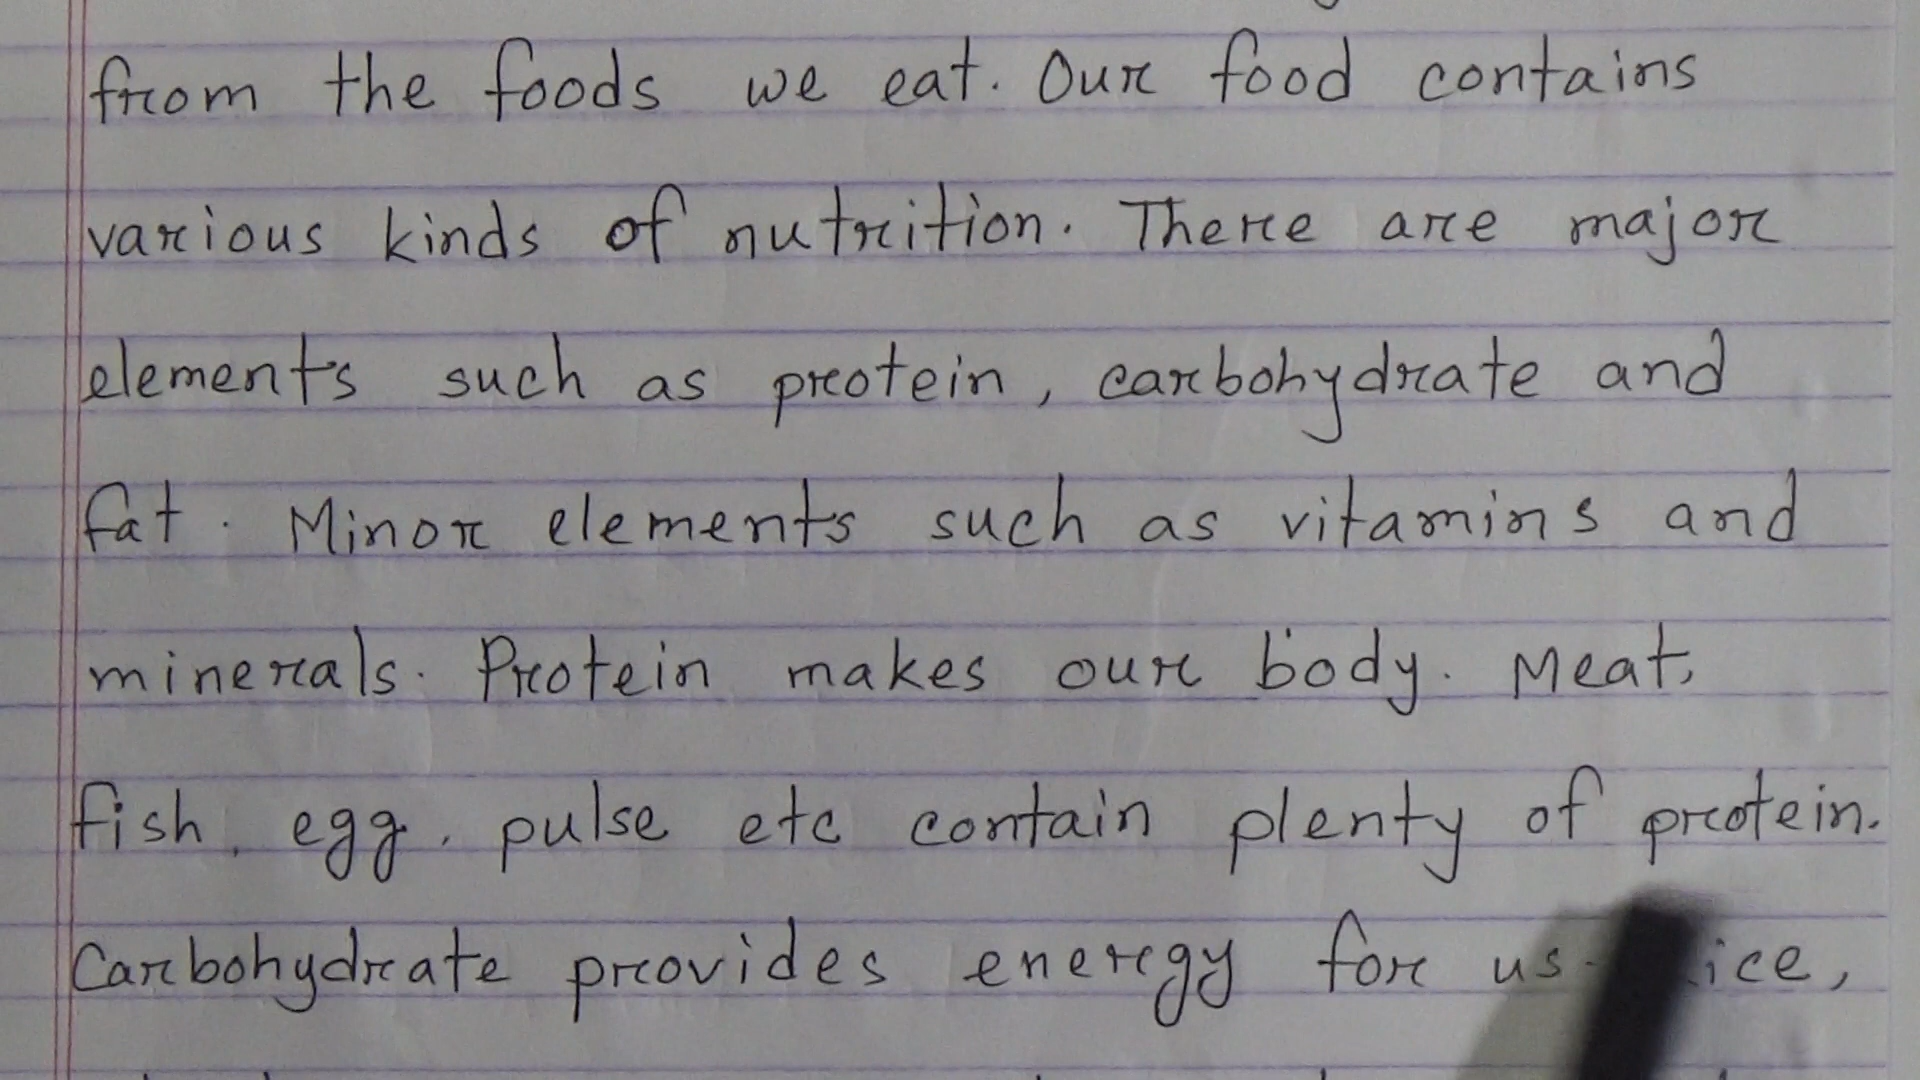 from the foods we eat. Our food contains
various kinds of nutrition. There are major
elements such as protein, carbohydrate and
fat. Minor elements such as vitamins and
minerals. Protein makes our body. Meat,
fish, egg, pulse etc contain plenty of protein.
Carbohydrate provides energy for us.